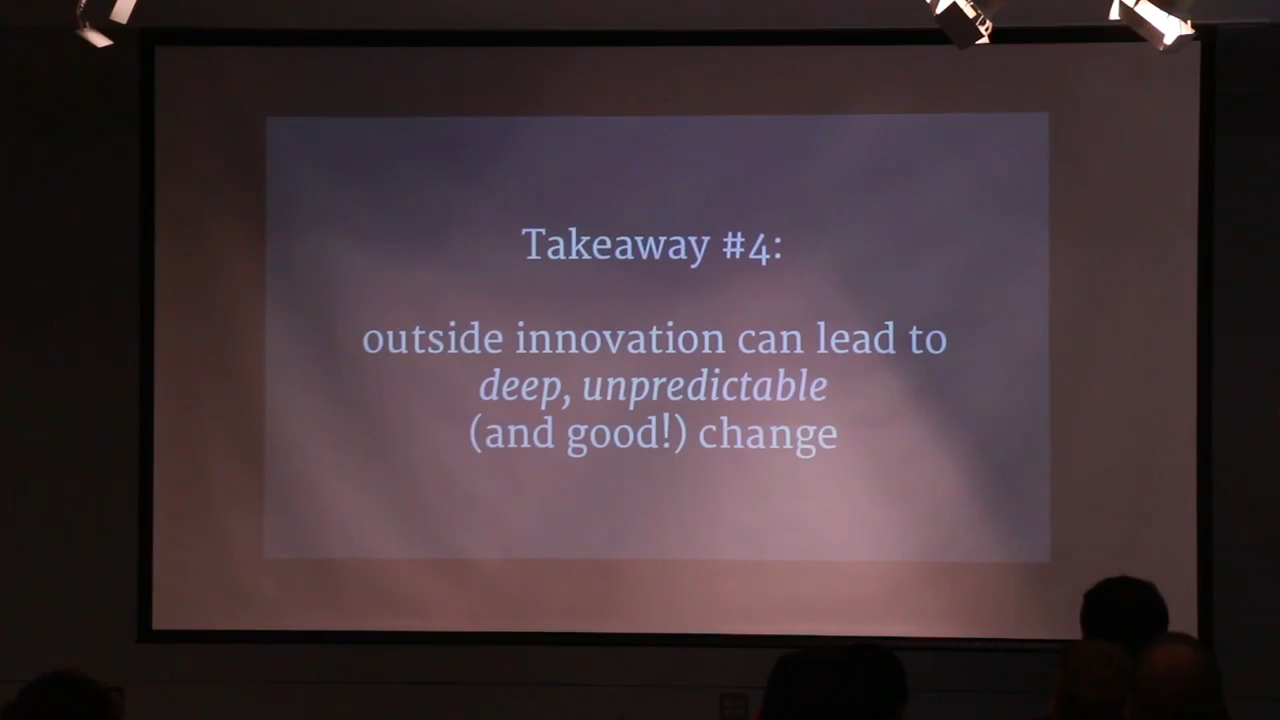 Takeaway #4:
outside innovation can lead to
deep, unpredictable
(and good!) change